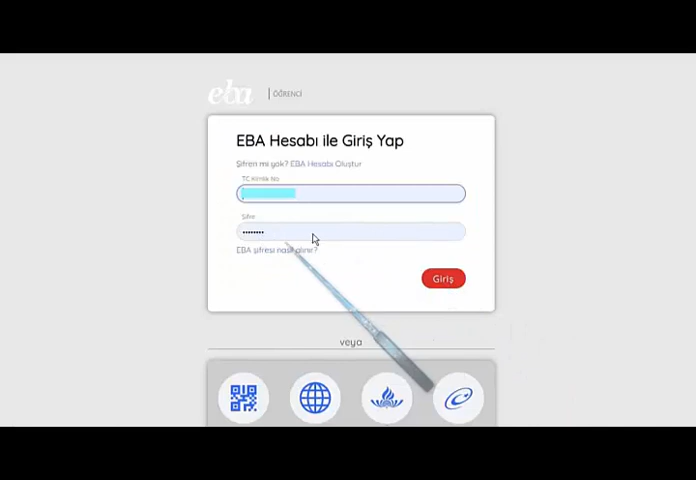 eba | ÖĞRENCİ
EBA Hesabı ile Giriş Yap
Şifren mi yok? EBA Hesabı Oluştur
TC Kimlik No
Şifre
••••••••
EBA şifresi nasıl alınır?
Giriş
veya